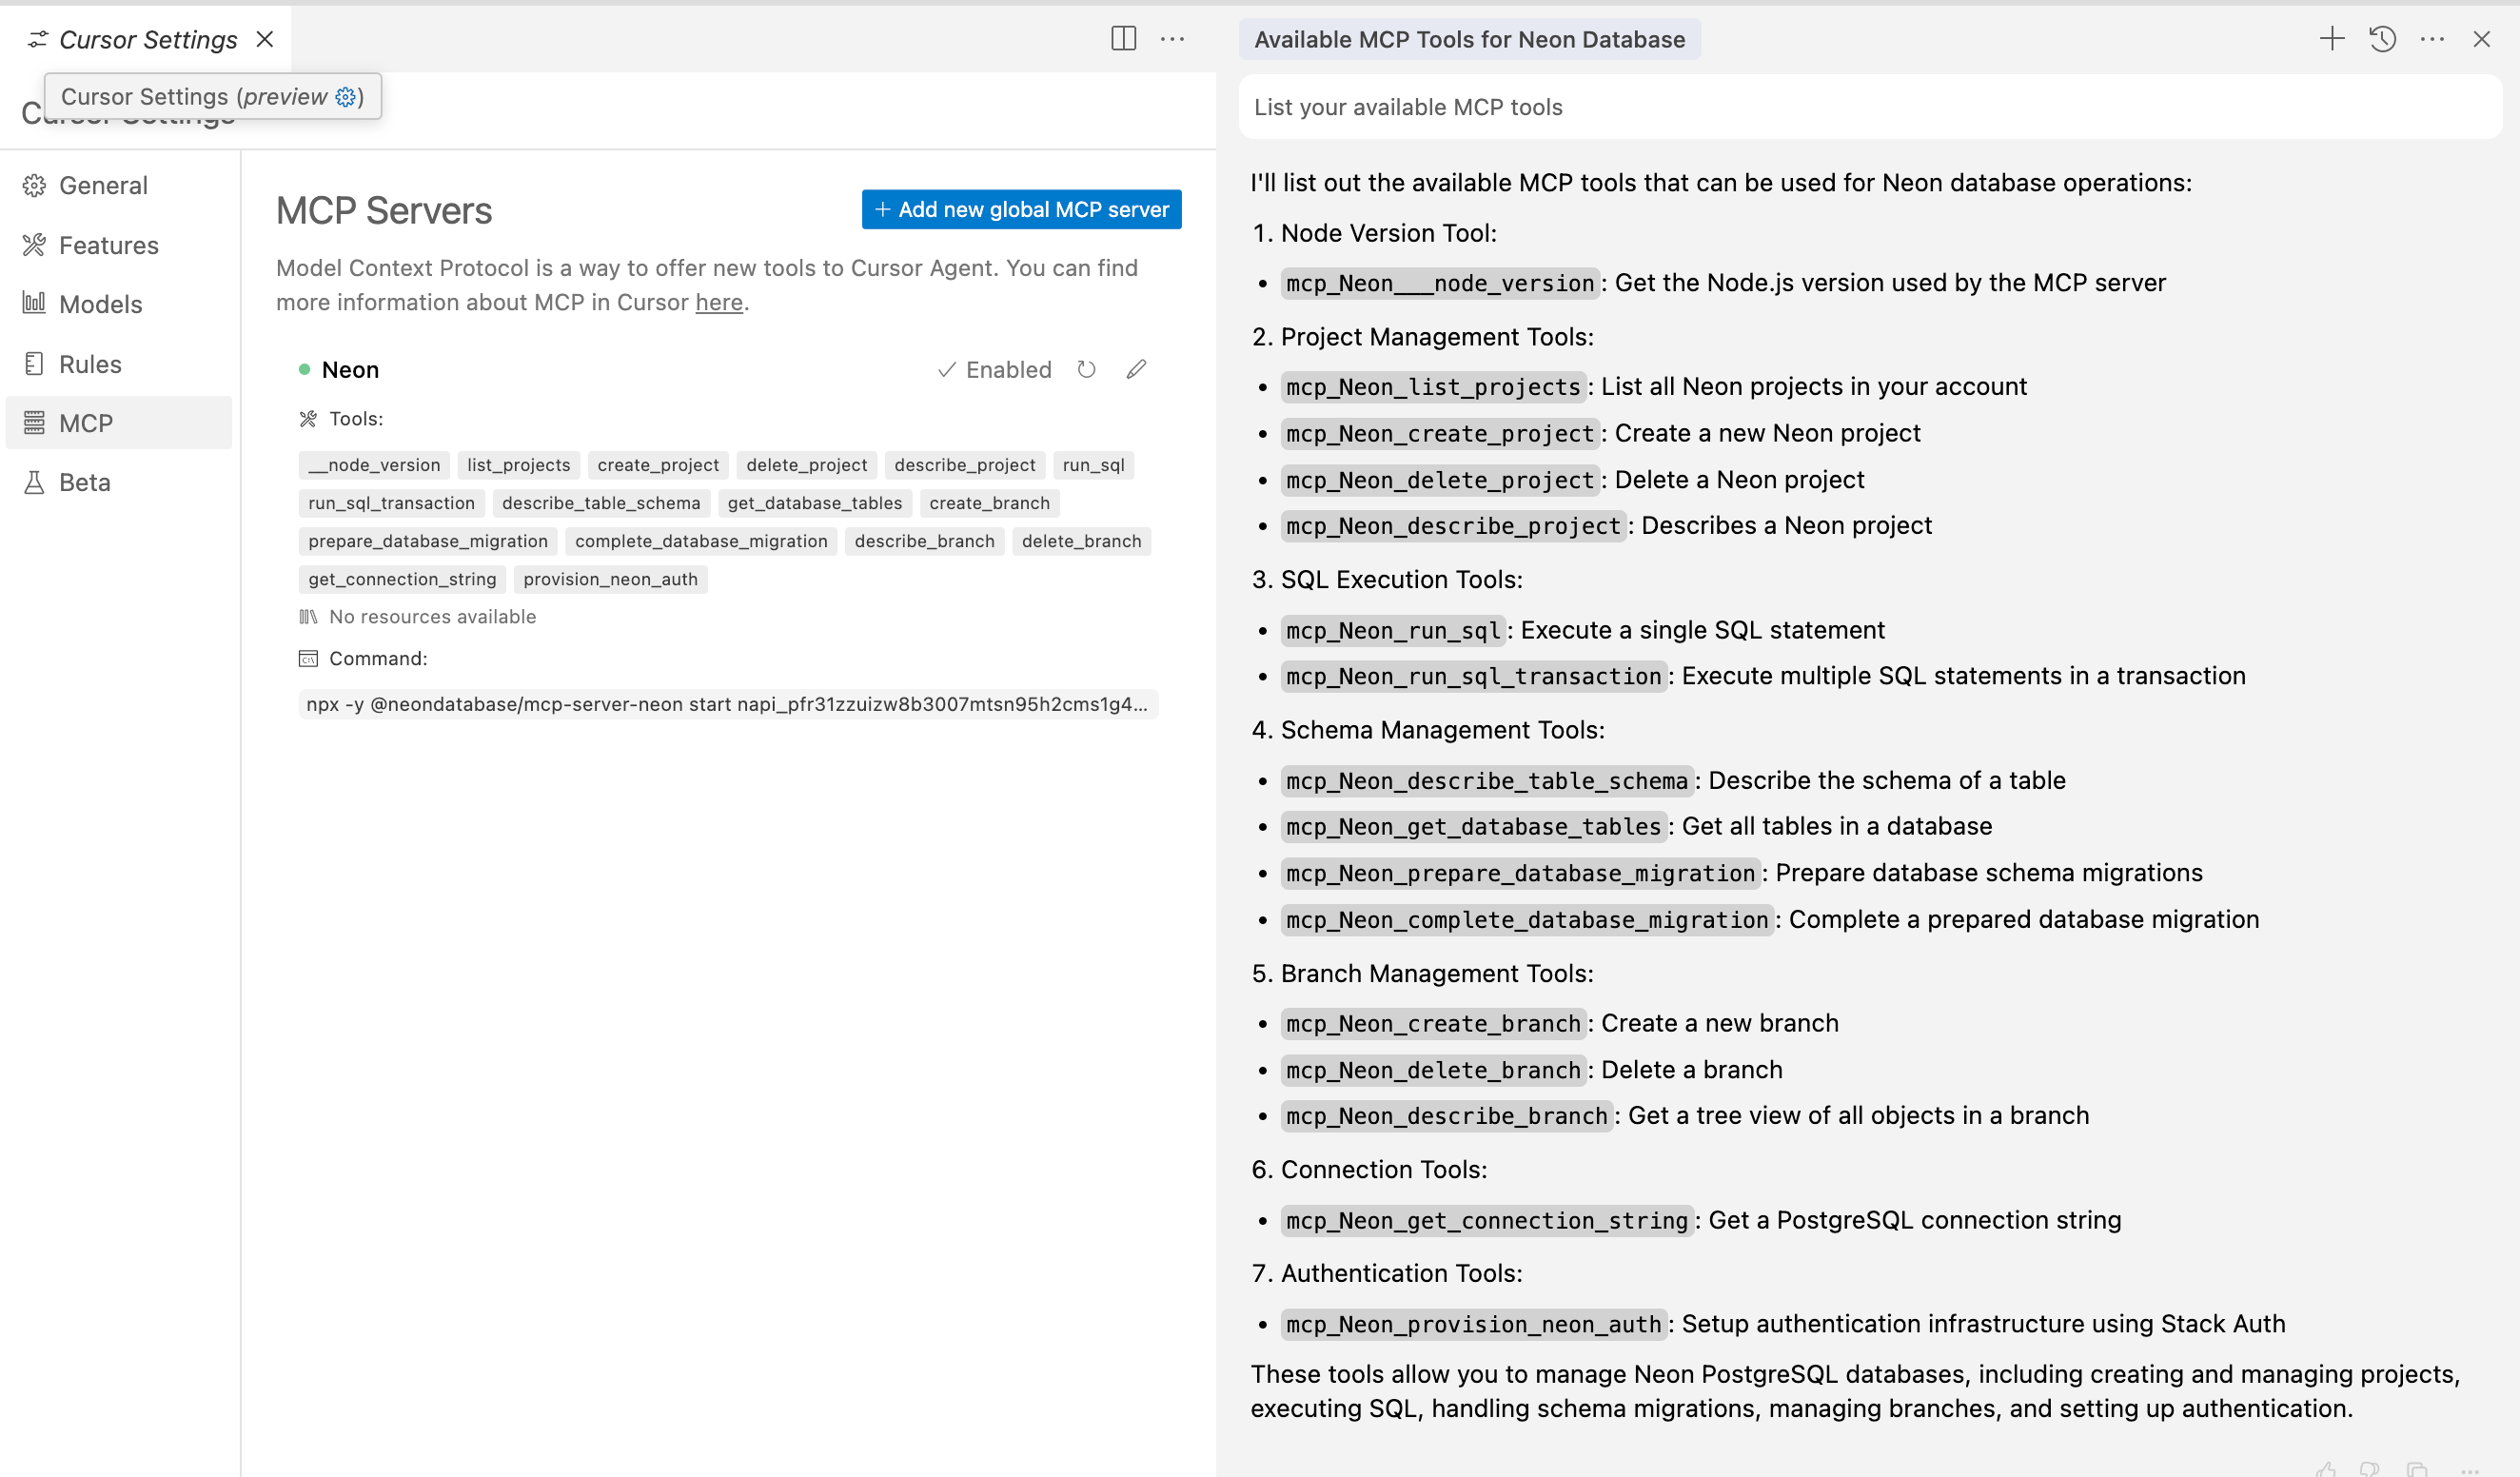 Cursor Settings
Cursor Settings (preview)
Cursor Settings
General
Features
Models
Rules
MCP
Beta
MCP Servers
Add new global MCP server
Model Context Protocol is a way to offer new tools to Cursor Agent. You can find
more information about MCP in Cursor here.
Neon
Enabled
Tools:
__node_version list_projects create_project delete_project describe_project run_sql
run_sql_transaction describe_table_schema get_database_tables create_branch
prepare_database_migration complete_database_migration describe_branch delete_branch
get_connection_string provision_neon_auth
No resources available
Command:
npx -y @neondatabase/mcp-server-neon start napi_pfr31zzuizw8b3007mtsn95h2cms1g4...
Available MCP Tools for Neon Database
List your available MCP tools
I'll list out the available MCP tools that can be used for Neon database operations:
1. Node Version Tool:
• mcp_Neon___node_version: Get the Node.js version used by the MCP server
2. Project Management Tools:
• mcp_Neon_list_projects: List all Neon projects in your account
• mcp_Neon_create_project: Create a new Neon project
• mcp_Neon_delete_project: Delete a Neon project
• mcp_Neon_describe_project: Describes a Neon project
3. SQL Execution Tools:
• mcp_Neon_run_sql: Execute a single SQL statement
• mcp_Neon_run_sql_transaction: Execute multiple SQL statements in a transaction
4. Schema Management Tools:
• mcp_Neon_describe_table_schema: Describe the schema of a table
• mcp_Neon_get_database_tables: Get all tables in a database
• mcp_Neon_prepare_database_migration: Prepare database schema migrations
• mcp_Neon_complete_database_migration: Complete a prepared database migration
5. Branch Management Tools:
• mcp_Neon_create_branch: Create a new branch
• mcp_Neon_delete_branch: Delete a branch
• mcp_Neon_describe_branch: Get a tree view of all objects in a branch
6. Connection Tools:
• mcp_Neon_get_connection_string: Get a PostgreSQL connection string
7. Authentication Tools:
• mcp_Neon_provision_neon_auth: Setup authentication infrastructure using Stack Auth
These tools allow you to manage Neon PostgreSQL databases, including creating and managing projects,
executing SQL, handling schema migrations, managing branches, and setting up authentication.